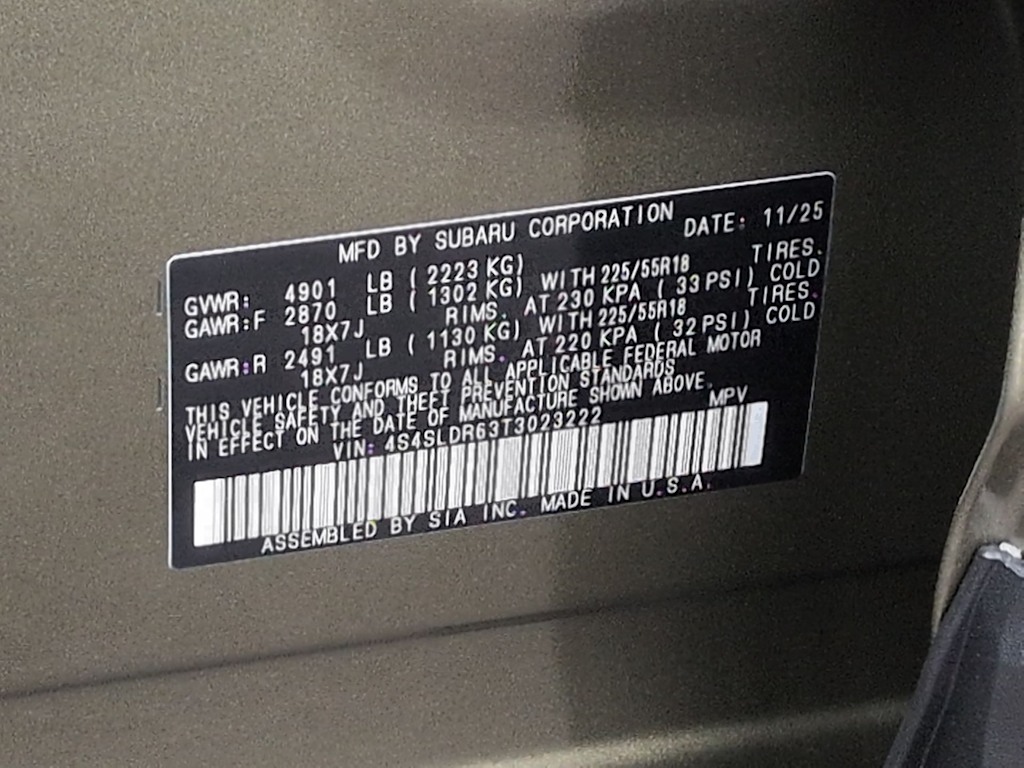 MFD BY SUBARU CORPORATION DATE: 11/25
GVWR: 4901 LB ( 2223 KG)
GAWR:F 2870 LB ( 1302 KG) WITH 225/55R18 TIRES.
18X7J RIMS. AT 230 KPA ( 33 PSI) COLD
GAWR:R 2491 LB ( 1130 KG) WITH 225/55R18 TIRES.
18X7J RIMS. AT 220 KPA ( 32 PSI) COLD
THIS VEHICLE CONFORMS TO ALL APPLICABLE FEDERAL MOTOR
VEHICLE SAFETY AND THEFT PREVENTION STANDARDS
IN EFFECT ON THE DATE OF MANUFACTURE SHOWN ABOVE.
VIN: 4S4SLDR63T3023222 MPV
ASSEMBLED BY SIA INC. MADE IN U.S.A.